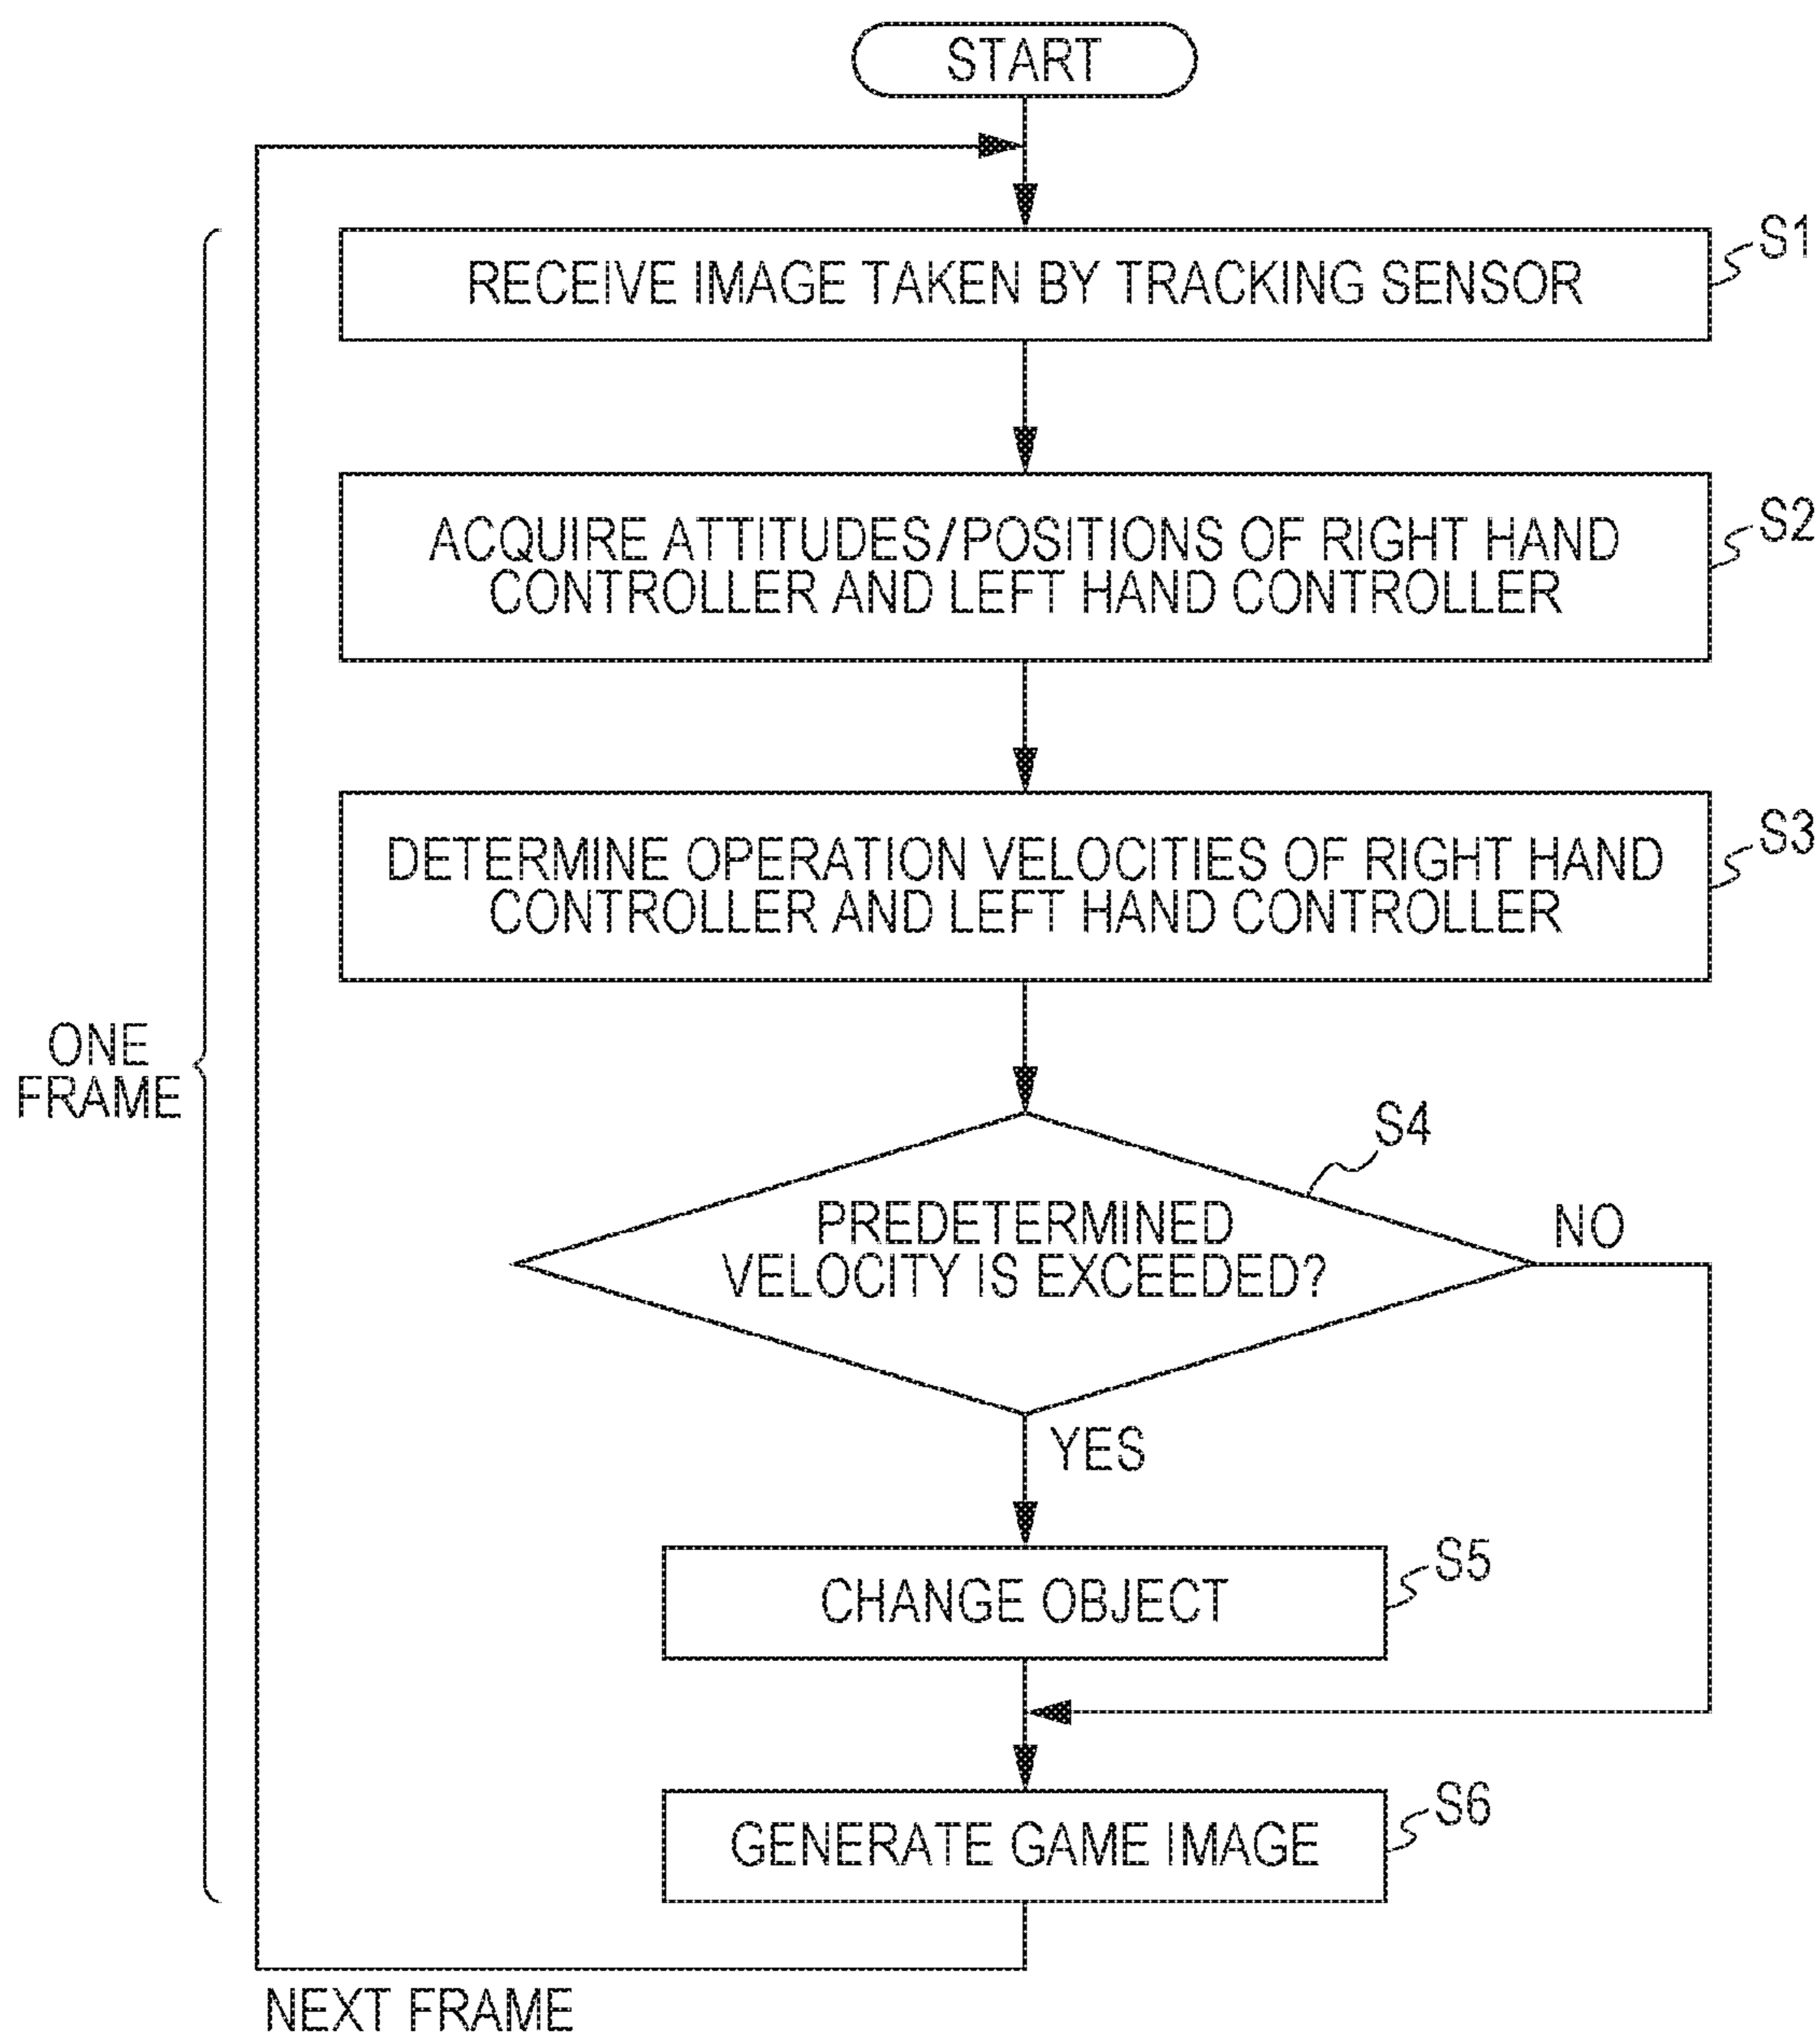 START
RECEIVE IMAGE TAKEN BY TRACKING SENSOR
S1
ACQUIRE ATTITUDES/POSITIONS OF RIGHT HAND
CONTROLLER AND LEFT HAND CONTROLLER
S2
DETERMINE OPERATION VELOCITIES OF RIGHT HAND
CONTROLLER AND LEFT HAND CONTROLLER
S3
ONE
FRAME
S4
PREDETERMINED
VELOCITY IS EXCEEDED?
NO
YES
CHANGE OBJECT
S5
GENERATE GAME IMAGE
S6
NEXT FRAME